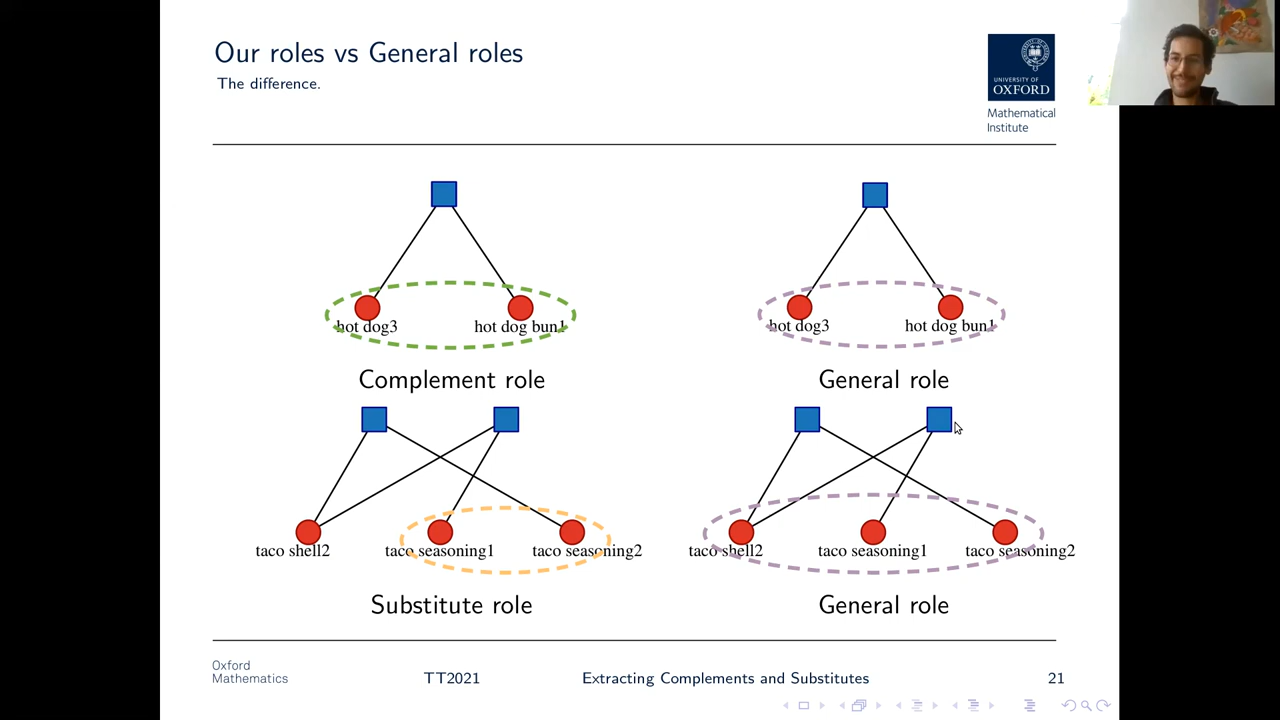 Our roles vs General roles
The difference.
UNIVERSITY OF
OXFORD
Mathematical
Institute
hot dog3
hot dog bun1
hot dog3
hot dog bun1
Complement role
General role
taco shell2
taco seasoning1
taco seasoning2
taco shell2
taco seasoning1
taco seasoning2
Substitute role
General role
Oxford
Mathematics
TT2021
Extracting Complements and Substitutes
21